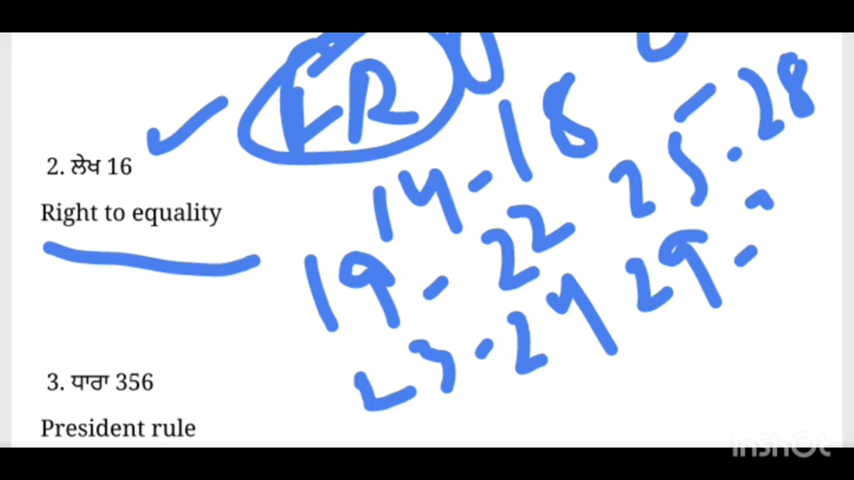 FR
2. ਲੇਖ 16
14-18
Right to equality
25-28
19-22
29-
23-24
3. ਧਾਰਾ 356
President rule
InShOt